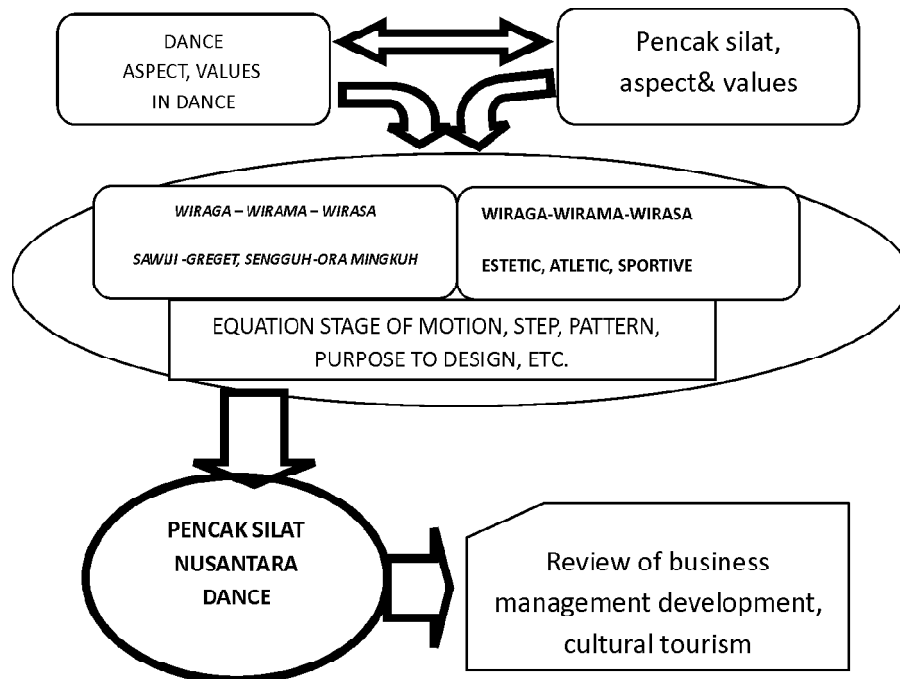 DANCE
ASPECT, VALUES
IN DANCE
Pencak silat,
aspect& values
WIRAGA – WIRAMA – WIRASA
SAWIJI -GREGET, SENGGUH-ORA MINGKUH
WIRAGA-WIRAMA-WIRASA
ESTETIC, ATLETIC, SPORTIVE
EQUATION STAGE OF MOTION, STEP, PATTERN,
PURPOSE TO DESIGN, ETC.
PENCAK SILAT
NUSANTARA
DANCE
Review of business
management development,
cultural tourism